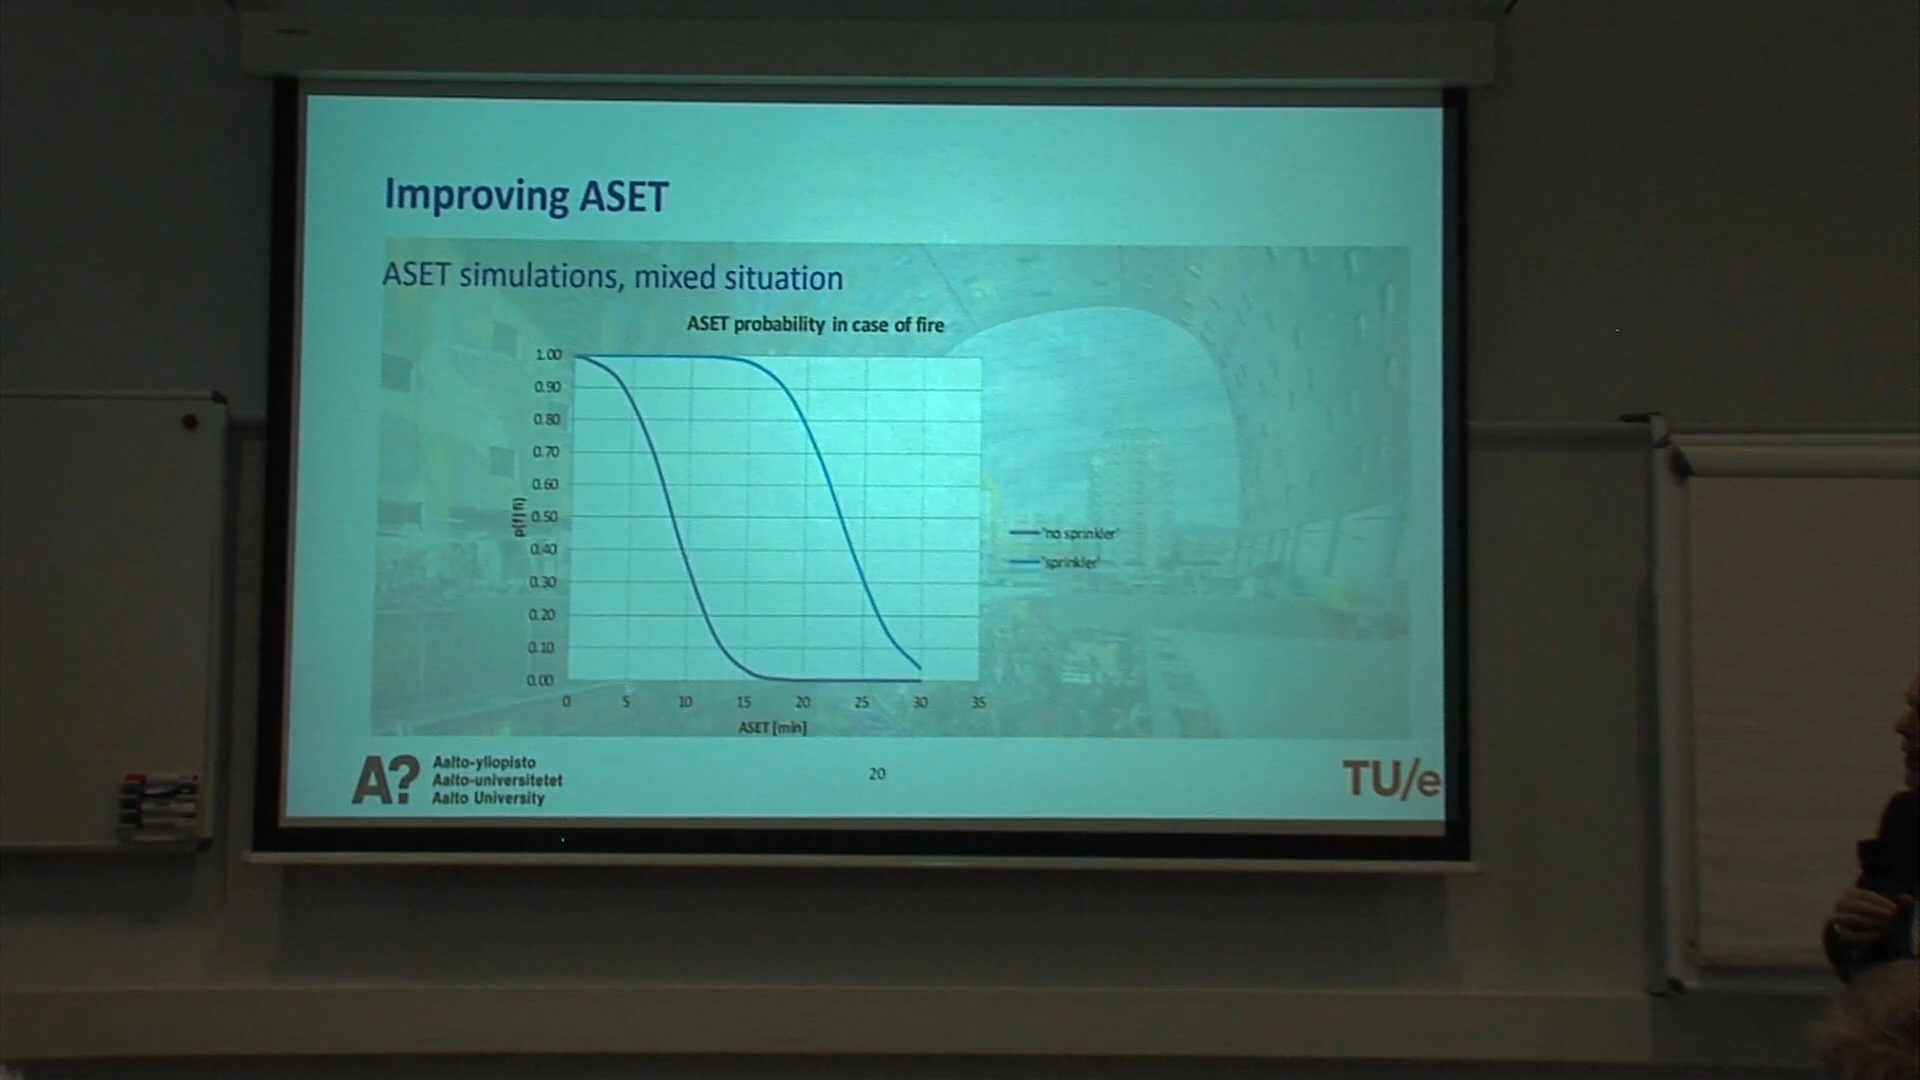 Improving ASET
ASET simulations, mixed situation
ASET probability in case of fire
1.00
0.90
0.80
0.70
0.60
0.50
0.40
0.30
0.20
0.10
0.00
p(f|fi)
0 5 10 15 20 25 30 35
ASET [min]
'no sprinkler'
'sprinkler'
A?
Aalto-yliopisto
Aalto-universitetet
Aalto University
20
TU/e